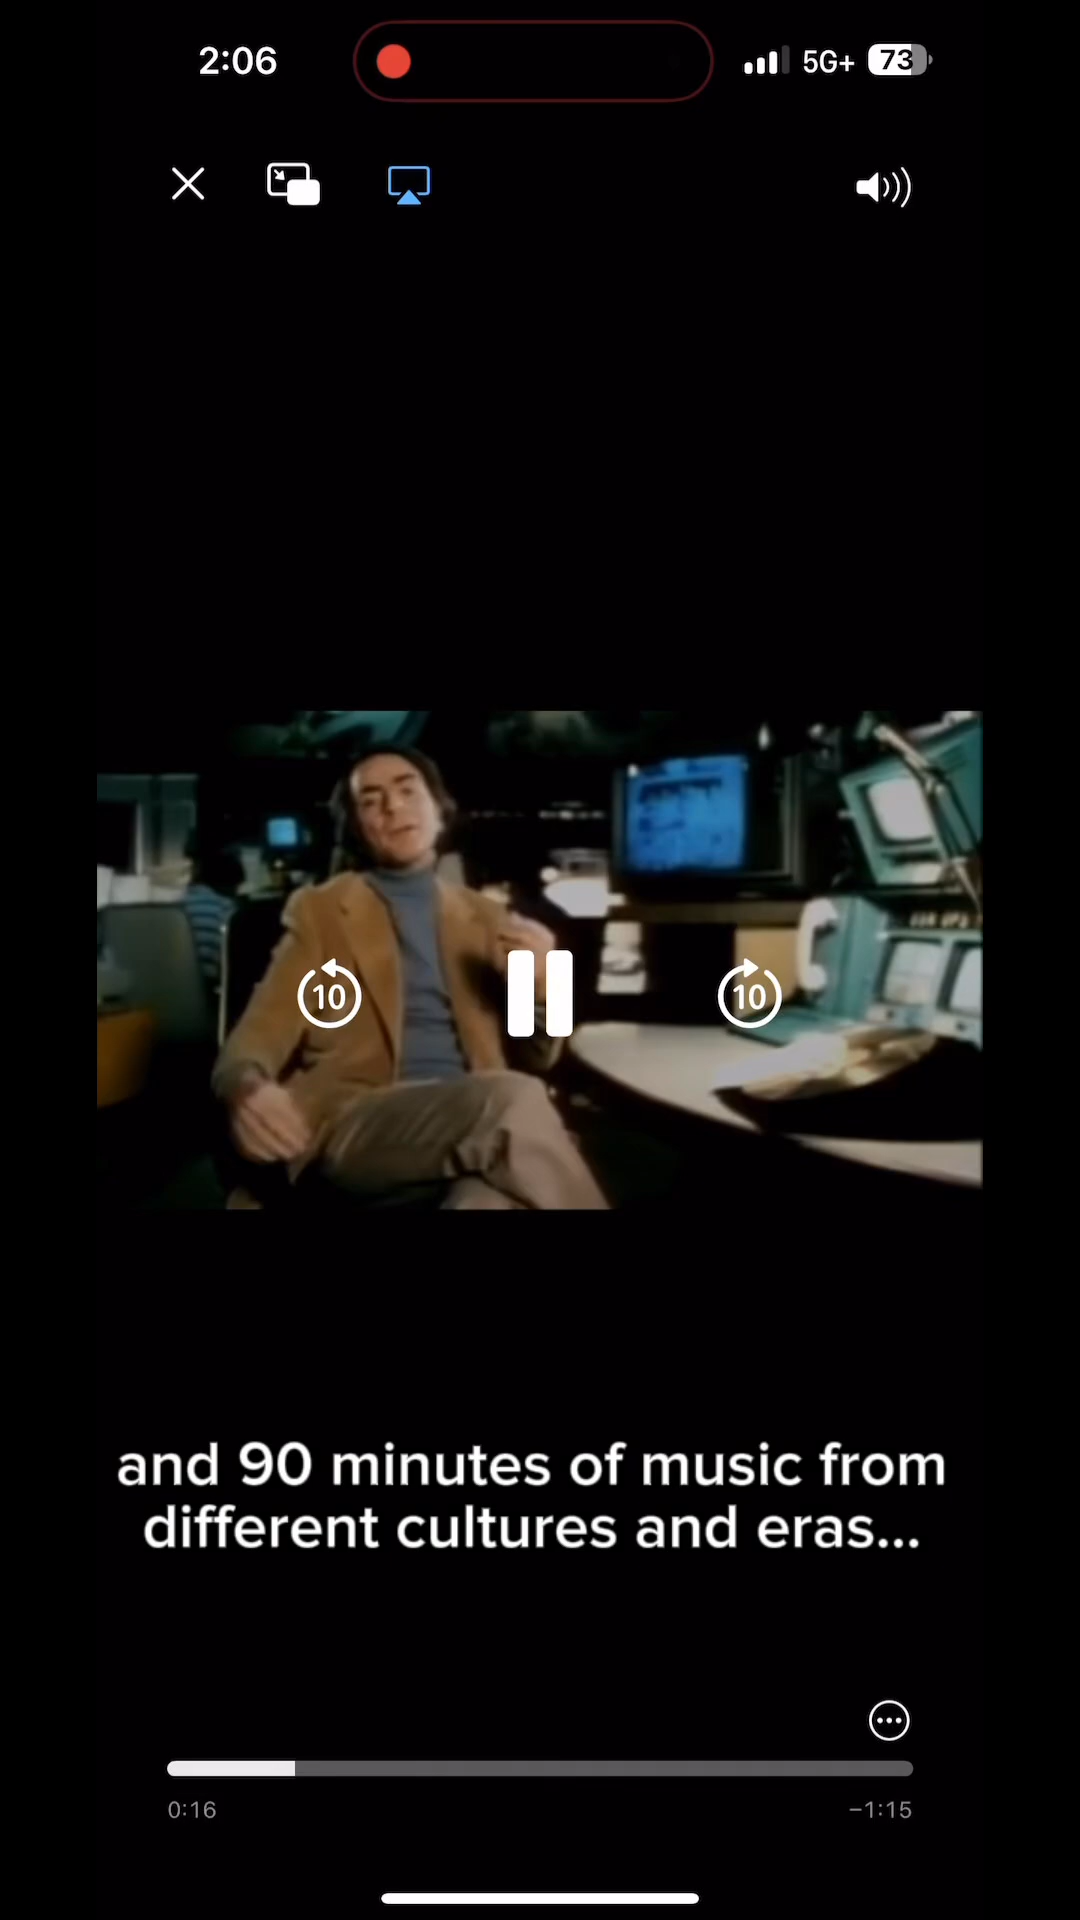 2:06
5G+
73
10
10
and 90 minutes of music from
different cultures and eras...
0:16
−1:15